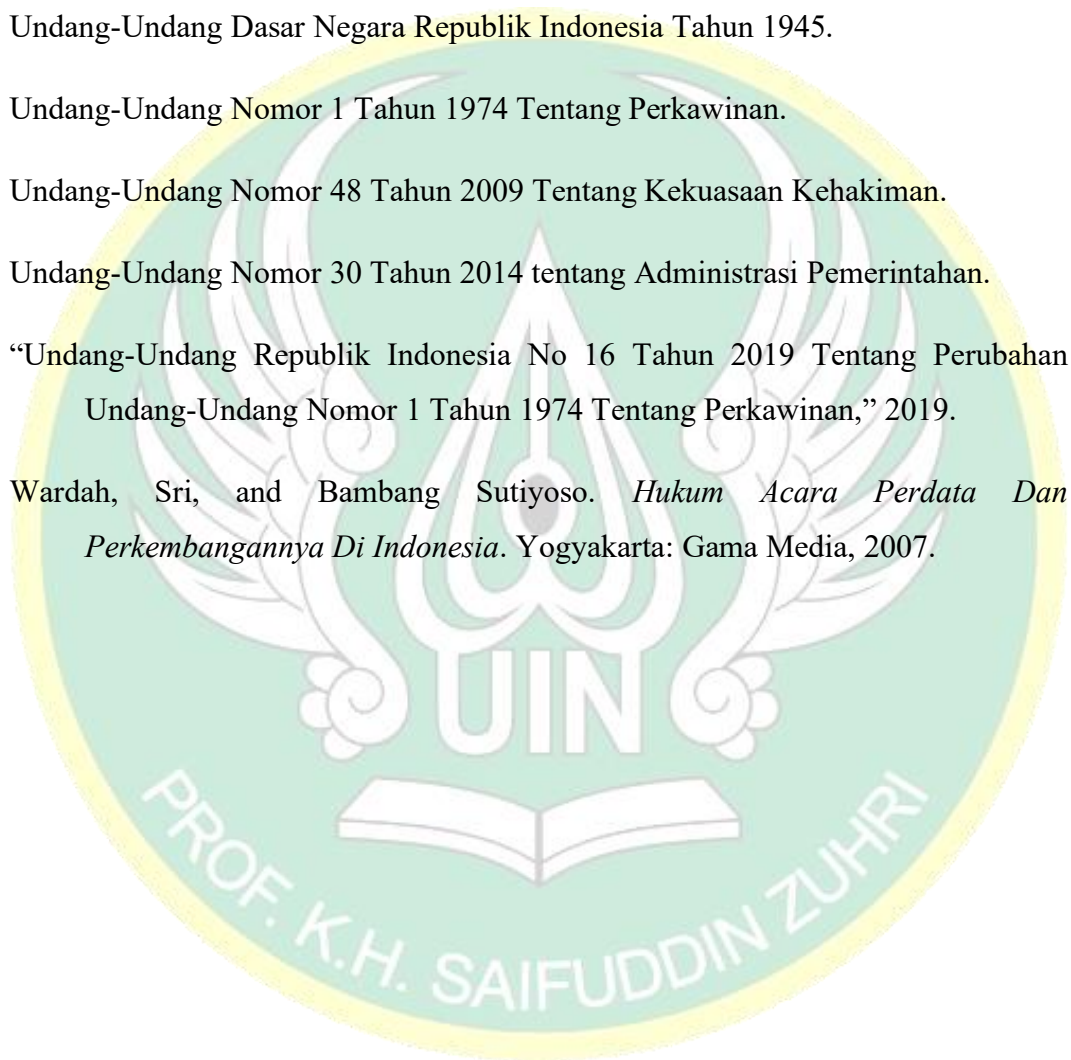 Undang-Undang Dasar Negara Republik Indonesia Tahun 1945.
Undang-Undang Nomor 1 Tahun 1974 Tentang Perkawinan.
Undang-Undang Nomor 48 Tahun 2009 Tentang Kekuasaan Kehakiman.
Undang-Undang Nomor 30 Tahun 2014 tentang Administrasi Pemerintahan.
“Undang-Undang Republik Indonesia No 16 Tahun 2019 Tentang Perubahan
Undang-Undang Nomor 1 Tahun 1974 Tentang Perkawinan,” 2019.
Wardah, Sri, and Bambang Sutiyoso. Hukum Acara Perdata Dan
Perkembangannya Di Indonesia. Yogyakarta: Gama Media, 2007.
UIN
PROF. K.H. SAIFUDDIN ZUHRI